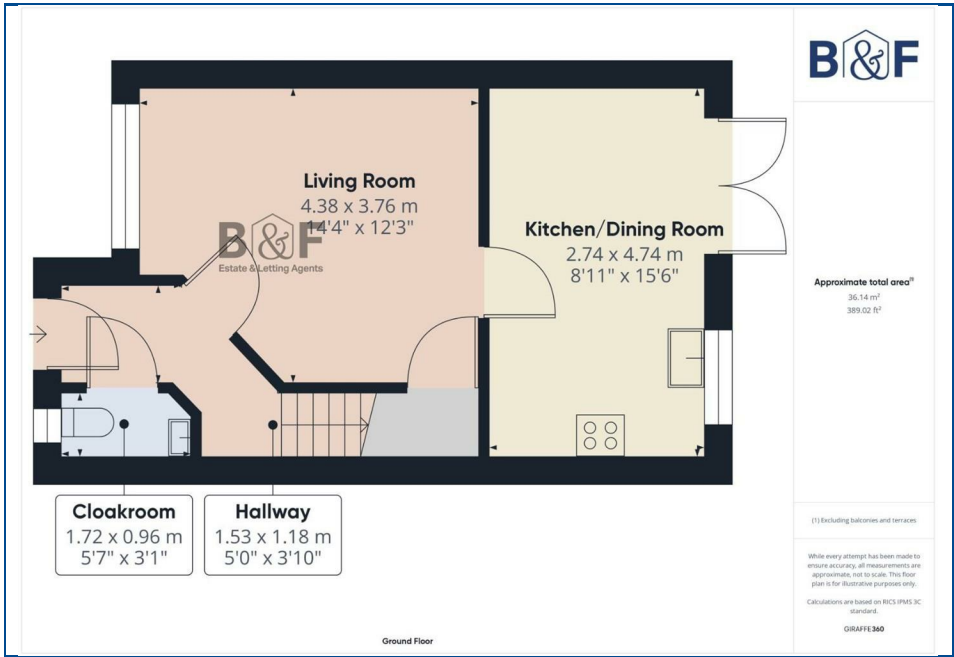 B&F
Living Room
4.38 x 3.76 m
14'4" x 12'3"
B&F
Estate & Letting Agents
Kitchen/Dining Room
2.74 x 4.74 m
8'11" x 15'6"
Approximate total area⁽¹⁾
36.14 m²
389.02 ft²
Cloakroom
1.72 x 0.96 m
5'7" x 3'1"
Hallway
1.53 x 1.18 m
5'0" x 3'10"
(1) Excluding balconies and terraces
While every attempt has been made to
ensure accuracy, all measurements are
approximate, not to scale. This floor
plan is for illustrative purposes only.
Calculations are based on RICS IPMS 3C
standard.
GIRAFFE360
Ground Floor